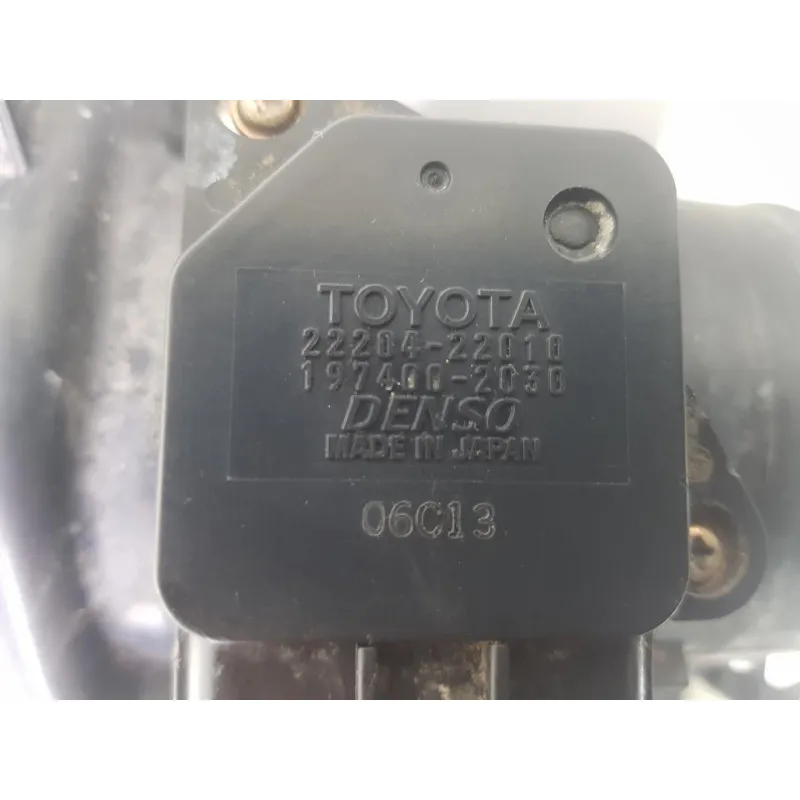 TOYOTA
22204-22010
197400-2030
DENSO
MADE IN JAPAN
06C13